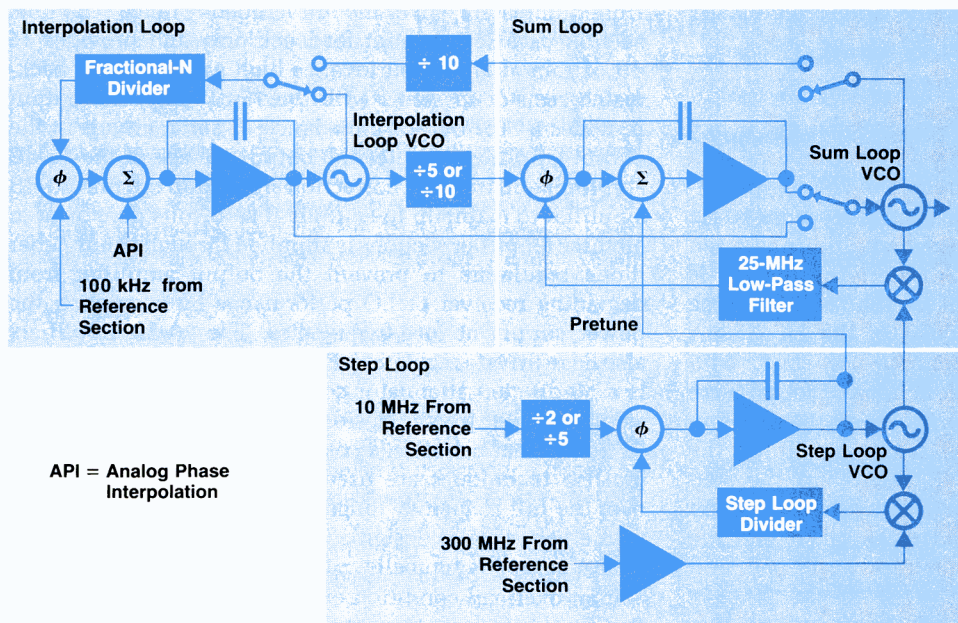 Interpolation Loop
Sum Loop
Fractional-N
Divider
÷ 10
Interpolation
Loop VCO
Sum Loop
VCO
ϕ
Σ
÷5 or
÷10
ϕ
Σ
API
100 kHz from
Reference
Section
25-MHz
Low-Pass
Filter
Pretune
Step Loop
10 MHz From
Reference
Section
÷2 or
÷5
ϕ
Step Loop
VCO
API = Analog Phase
Interpolation
Step Loop
Divider
300 MHz From
Reference
Section